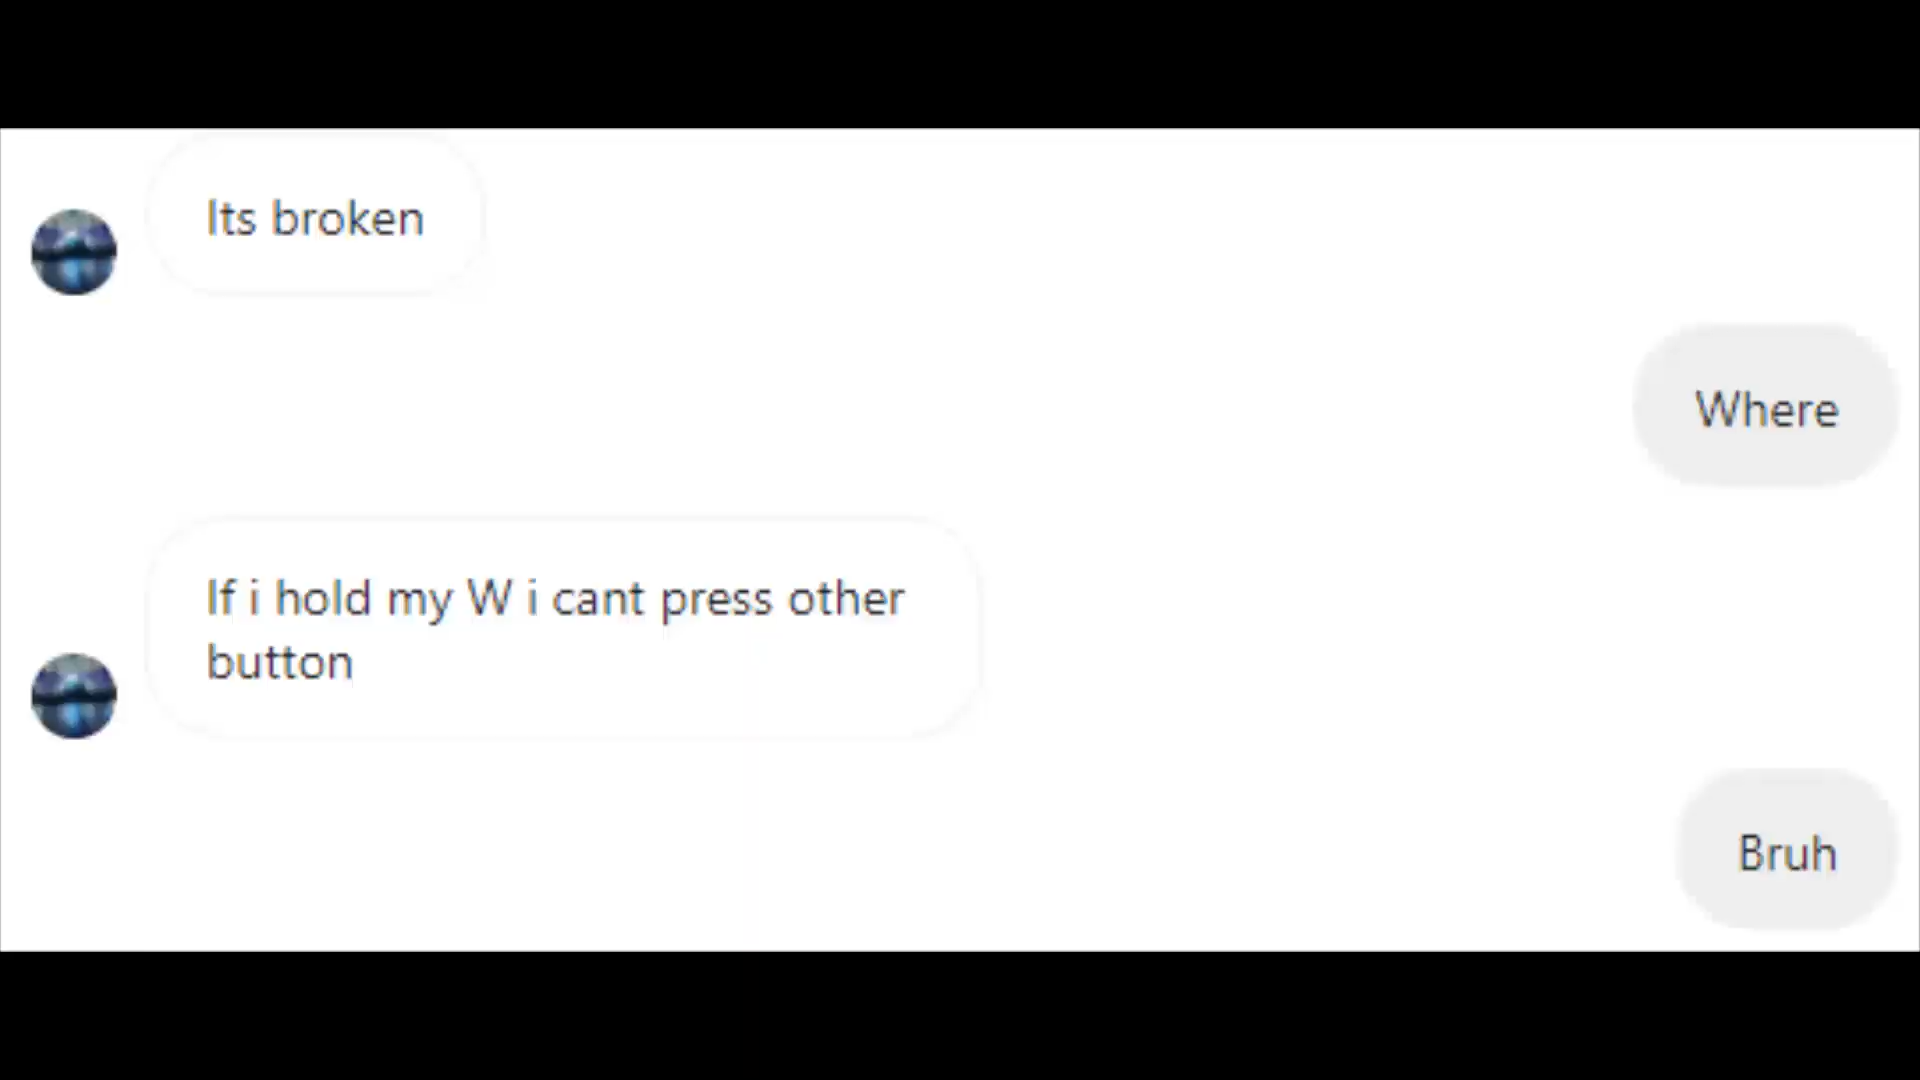 Its broken
Where
If i hold my W i cant press other
button
Bruh